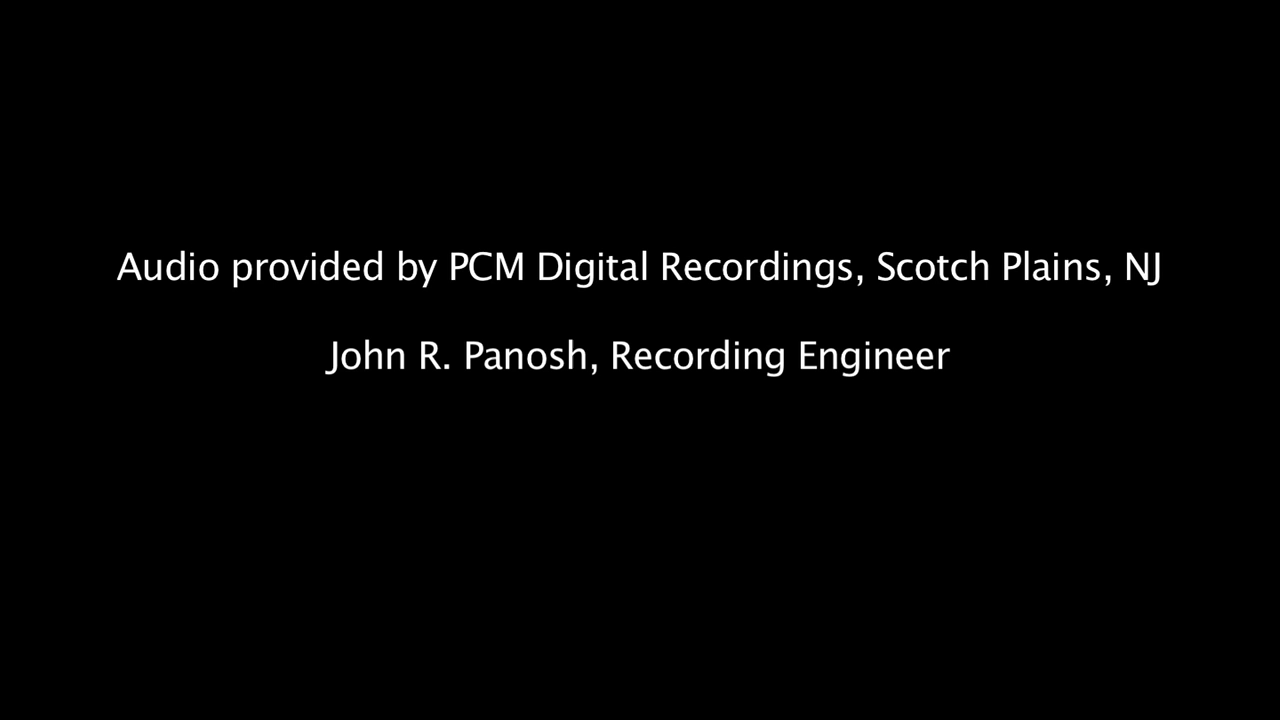 Audio provided by PCM Digital Recordings, Scotch Plains, NJ
John R. Panosh, Recording Engineer